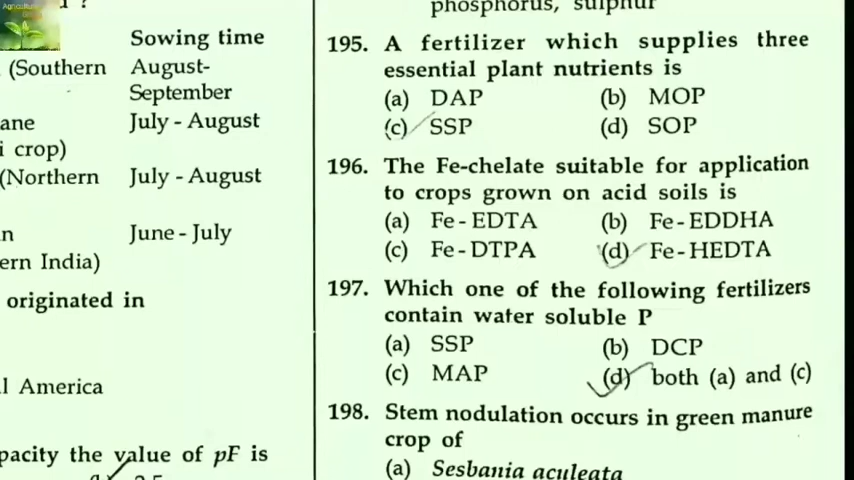 Sowing time
(Southern August-
September
ane July - August
i crop)
(Northern July - August
n June - July
ern India)
originated in
l America
pacity the value of pF is
phosphorus, sulphur
195. A fertilizer which supplies three
essential plant nutrients is
(a) DAP (b) MOP
(c) SSP (d) SOP
196. The Fe-chelate suitable for application
to crops grown on acid soils is
(a) Fe - EDTA (b) Fe - EDDHA
(c) Fe - DTPA (d) Fe - HEDTA
197. Which one of the following fertilizers
contain water soluble P
(a) SSP (b) DCP
(c) MAP (d) both (a) and (c)
198. Stem nodulation occurs in green manure
crop of
(a) Sesbania aculeata